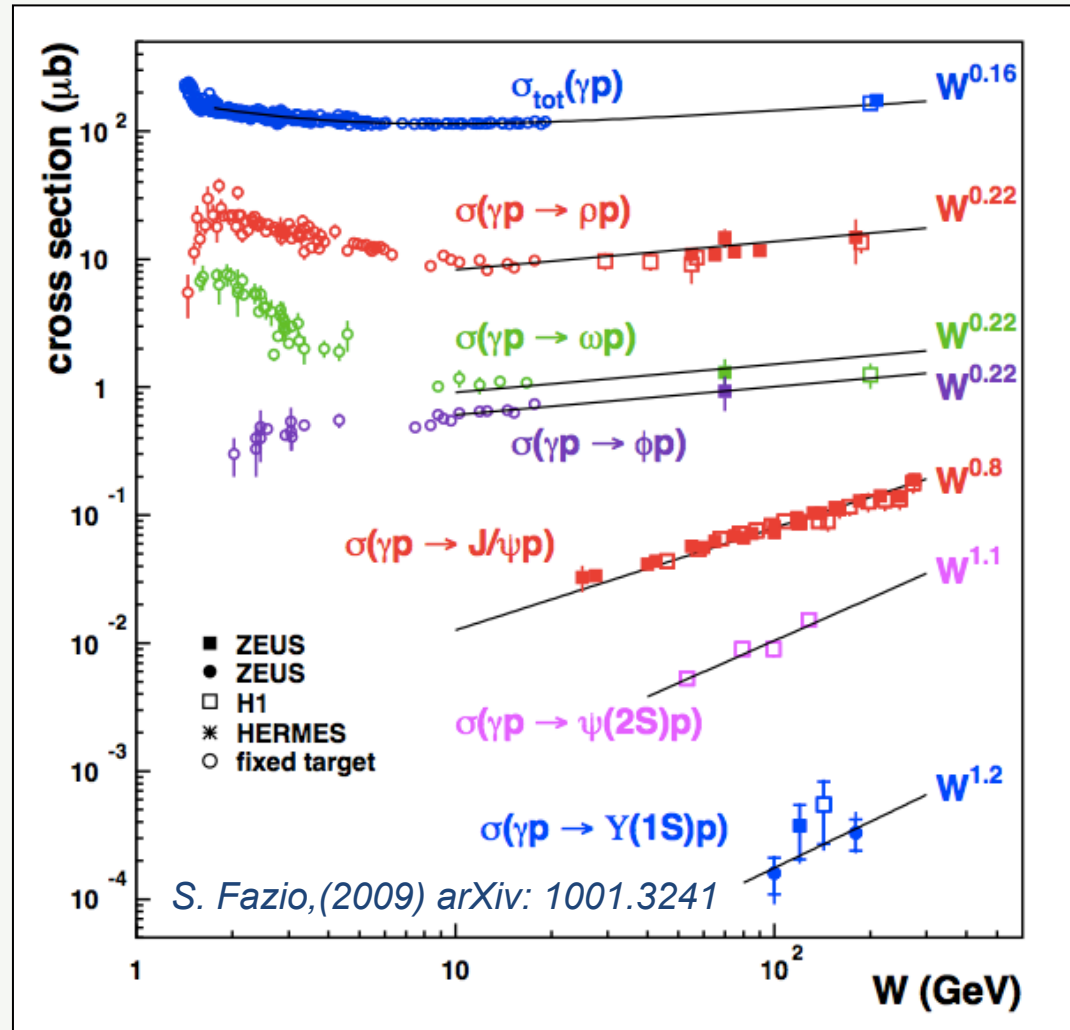 cross section (μb)
σtot(γp)
W^0.16
10^2
σ(γp → ρp)
W^0.22
10
σ(γp → ωp)
W^0.22
1
W^0.22
σ(γp → ϕp)
W^0.8
10^-1
σ(γp → J/ψp)
W^1.1
10^-2
■ ZEUS
● ZEUS
□ H1
✳ HERMES
○ fixed target
σ(γp → ψ(2S)p)
10^-3
W^1.2
σ(γp → Υ(1S)p)
10^-4
S. Fazio,(2009) arXiv: 1001.3241
1
10
10^2
W (GeV)